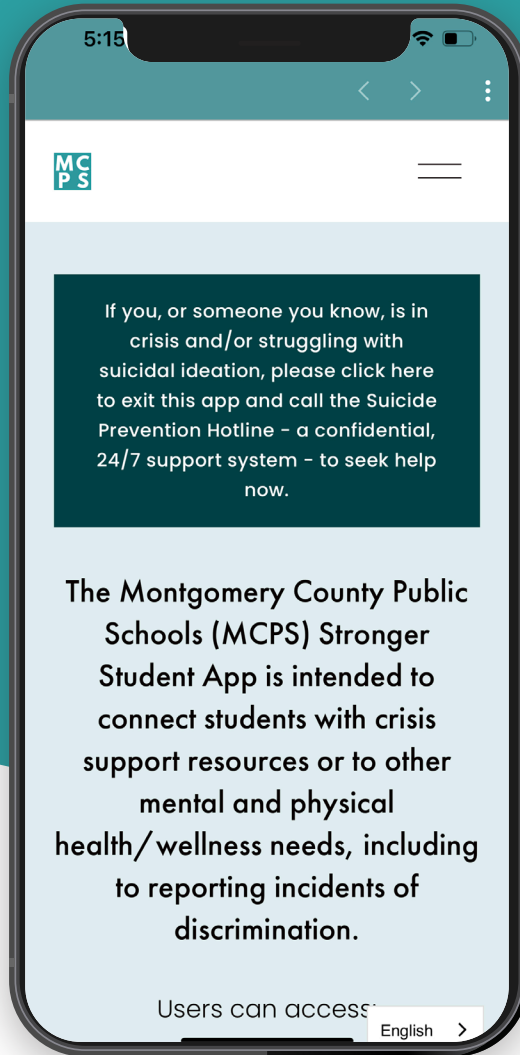 5:15
MC
PS
If you, or someone you know, is in
crisis and/or struggling with
suicidal ideation, please click here
to exit this app and call the Suicide
Prevention Hotline - a confidential,
24/7 support system - to seek help
now.
The Montgomery County Public
Schools (MCPS) Stronger
Student App is intended to
connect students with crisis
support resources or to other
mental and physical
health/wellness needs, including
to reporting incidents of
discrimination.
Users can access:
English